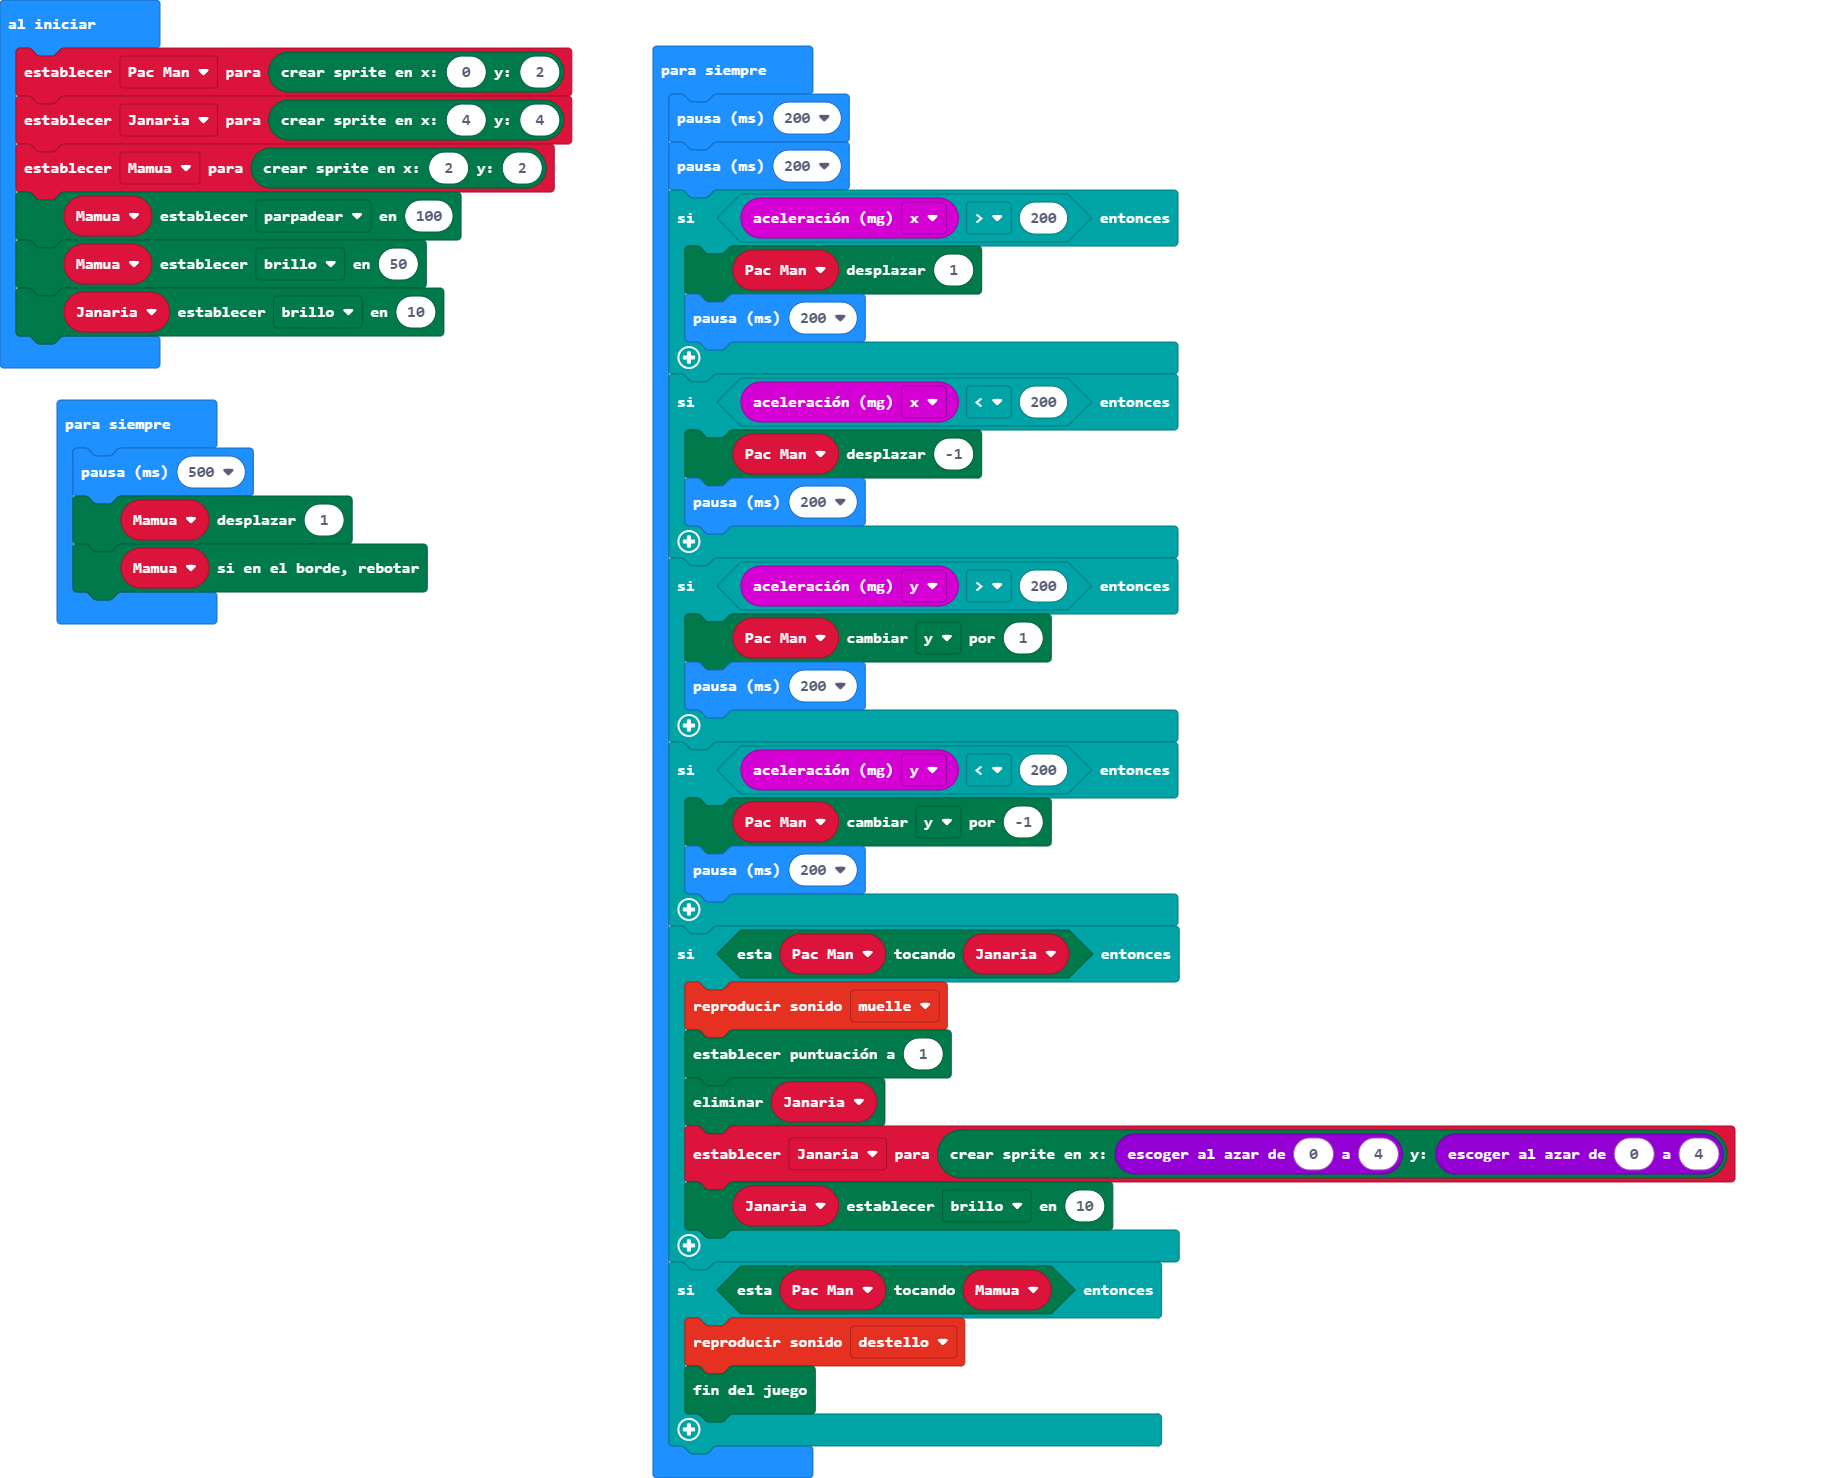 al iniciar
establecer Pac Man para crear sprite en x: 0 y: 2
establecer Janaria para crear sprite en x: 4 y: 4
establecer Mamua para crear sprite en x: 2 y: 2
Mamua establecer parpadear en 100
Mamua establecer brillo en 50
Janaria establecer brillo en 10
para siempre
pausa (ms) 500
Mamua desplazar 1
Mamua si en el borde, rebotar
para siempre
pausa (ms) 200
pausa (ms) 200
si aceleración (mg) x > 200 entonces
Pac Man desplazar 1
pausa (ms) 200
si aceleración (mg) x < 200 entonces
Pac Man desplazar -1
pausa (ms) 200
si aceleración (mg) y > 200 entonces
Pac Man cambiar y por 1
pausa (ms) 200
si aceleración (mg) y < 200 entonces
Pac Man cambiar y por -1
pausa (ms) 200
si esta Pac Man tocando Janaria entonces
reproducir sonido muelle
establecer puntuación a 1
eliminar Janaria
establecer Janaria para crear sprite en x: escoger al azar de 0 a 4 y: escoger al azar de 0 a 4
Janaria establecer brillo en 10
si esta Pac Man tocando Mamua entonces
reproducir sonido destello
fin del juego